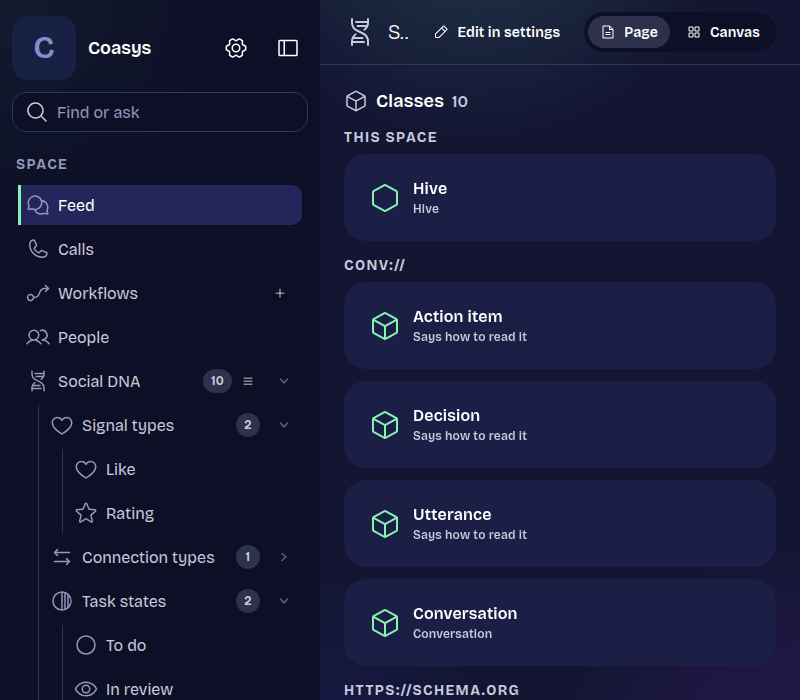 C
Coasys
Find or ask
SPACE
Feed
Calls
Workflows
People
Social DNA 10
Signal types 2
Like
Rating
Connection types 1
Task states 2
To do
In review
S..
Edit in settings
Page
Canvas
Classes 10
THIS SPACE
Hive
Hive
CONV://
Action item
Says how to read it
Decision
Says how to read it
Utterance
Says how to read it
Conversation
Conversation
HTTPS://SCHEMA.ORG